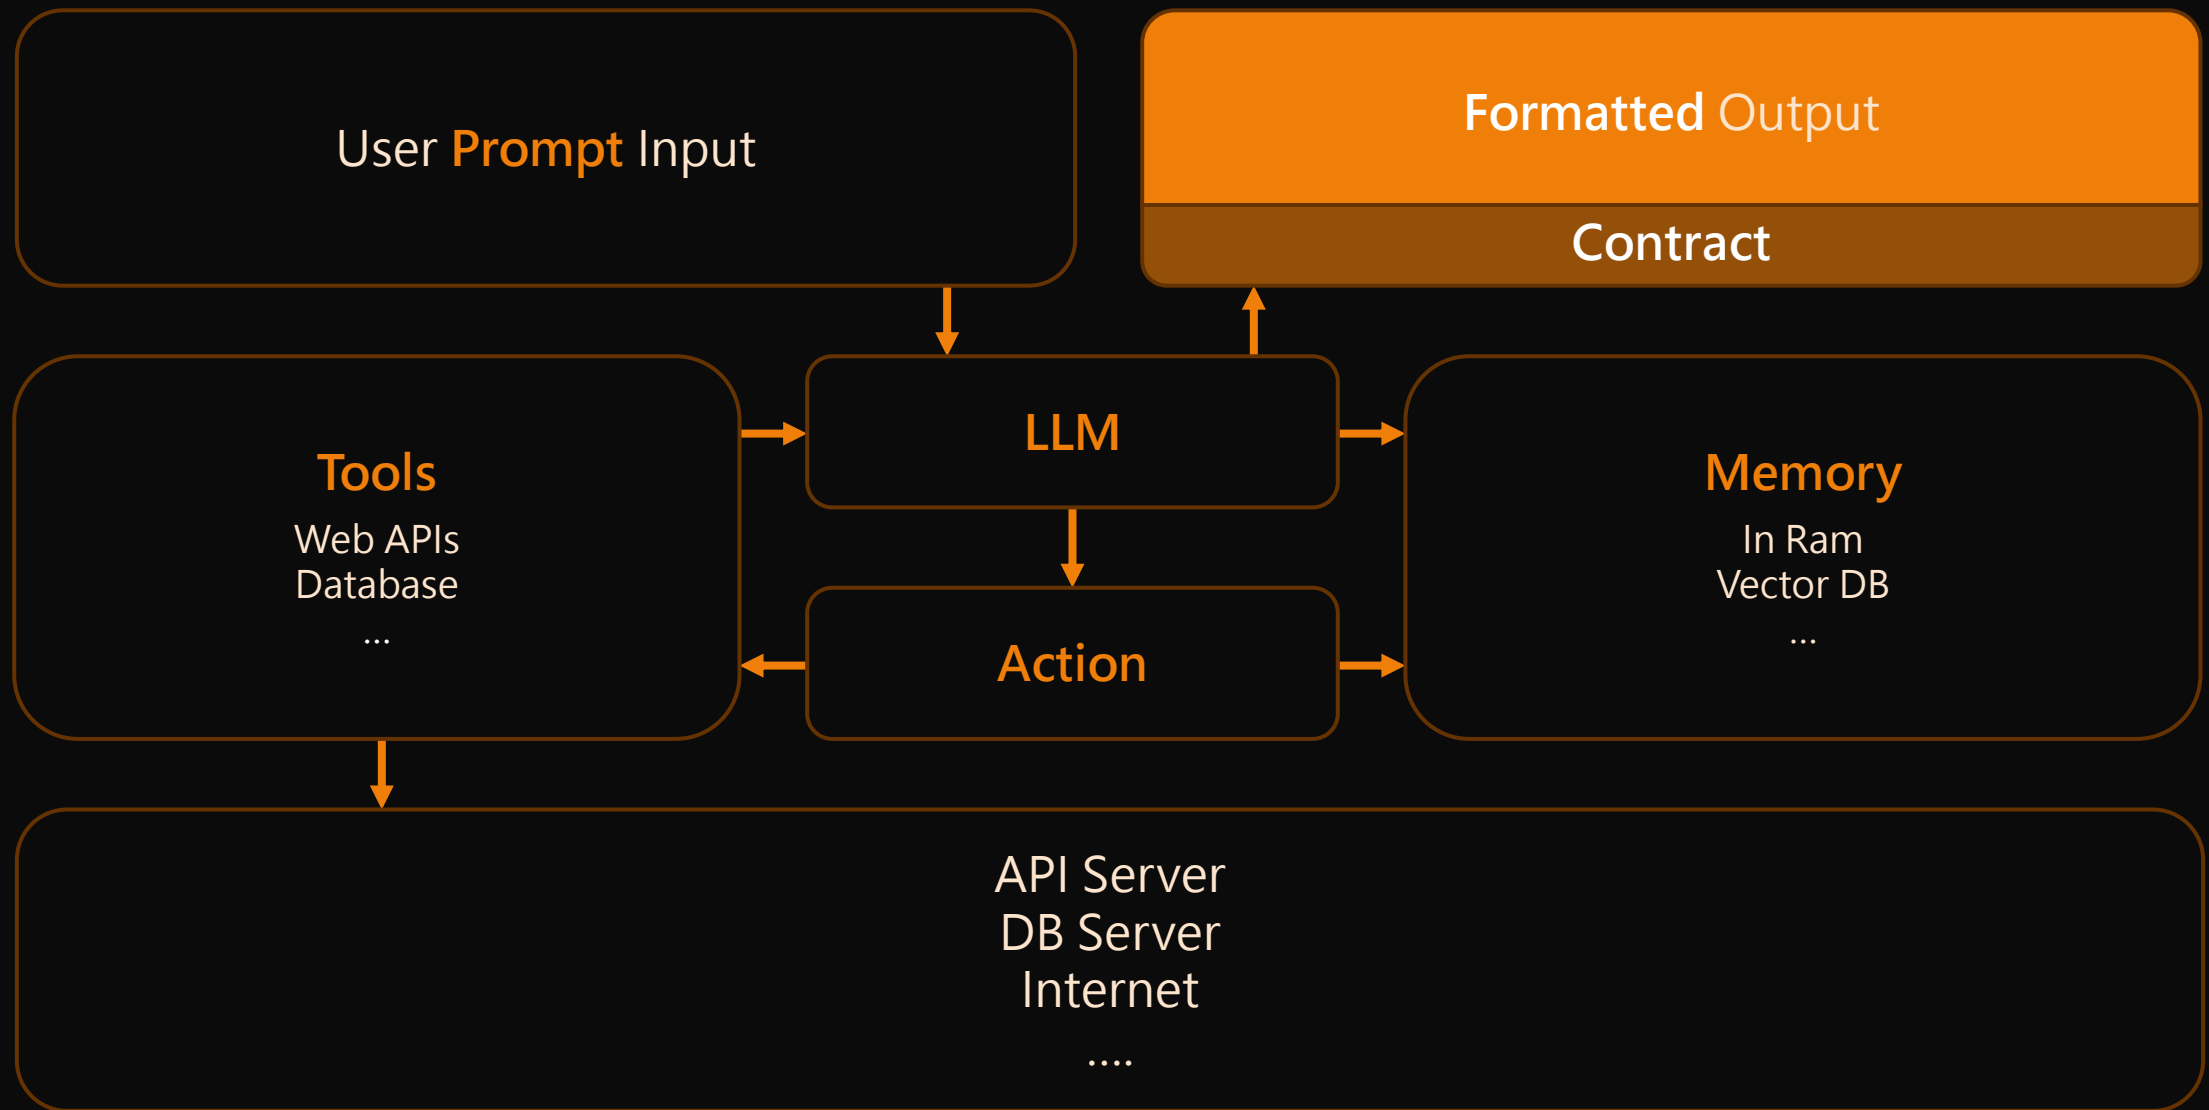 User Prompt Input
Formatted Output
Contract
LLM
Tools
Web APIs
Database
...
Memory
In Ram
Vector DB
...
Action
API Server
DB Server
Internet
....